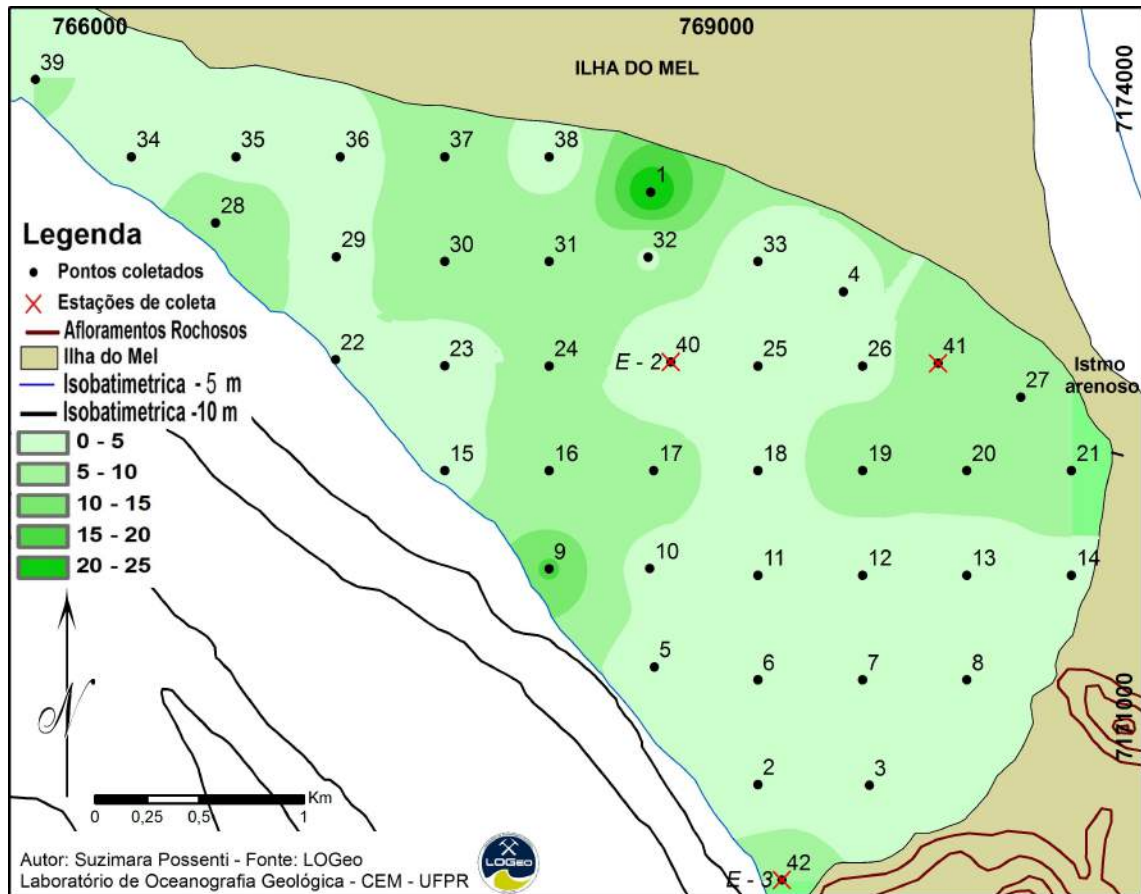 766000
769000
39
ILHA DO MEL
7174000
34
35
36
37
38
1
28
Legenda
29
30
31
32
33
4
Pontos coletados
Estações de coleta
Afloramentos Rochosos
Ilha do Mel
Isobatimetrica - 5 m
Isobatimetrica -10 m
22
23
24
E - 2
40
25
26
41
27
Istmo
arenoso
0 - 5
5 - 10
10 - 15
15 - 20
20 - 25
15
16
17
18
19
20
21
9
10
11
12
13
14
5
6
7
8
7171000
N
2
3
Km
0
0,25
0,5
1
E - 3
42
Autor: Suzimara Possenti - Fonte: LOGeo
Laboratório de Oceanografia Geológica - CEM - UFPR
LOGeo